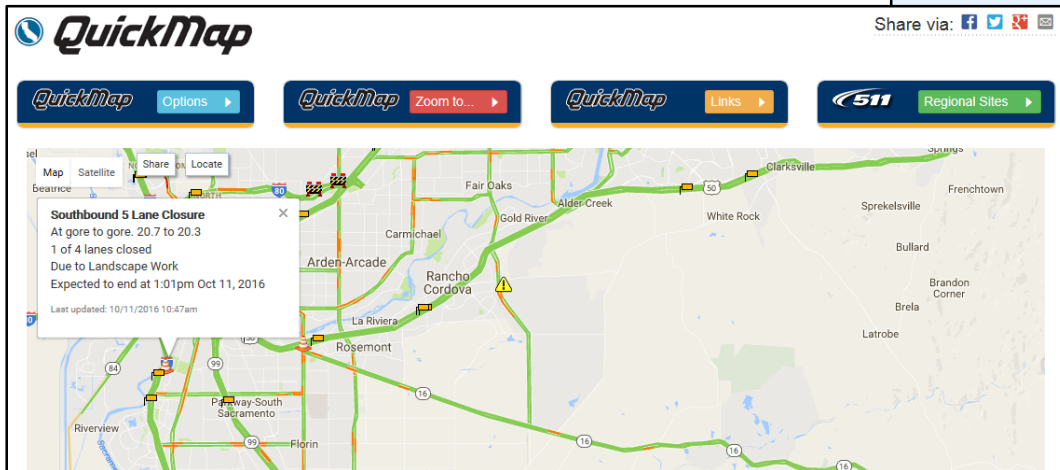 QuickMap
Share via:
QuickMap Options
QuickMap Zoom to...
QuickMap Links
511 Regional Sites
Map Satellite
Share Locate
Southbound 5 Lane Closure
At gore to gore. 20.7 to 20.3
1 of 4 lanes closed
Due to Landscape Work
Expected to end at 1:01pm Oct 11, 2016
Last updated: 10/11/2016 10:47am
80
Fair Oaks
Clarksville
50
Frenchtown
Alder Creek
Sprekelsville
Gold River
White Rock
Carmichael
Bullard
Arden-Arcade
Rancho
Cordova
Brandon
Corner
Brela
La Riviera
Latrobe
Rosemont
84
99
16
Parkway-South
Sacramento
Riverview
99
Florin
16
16
16